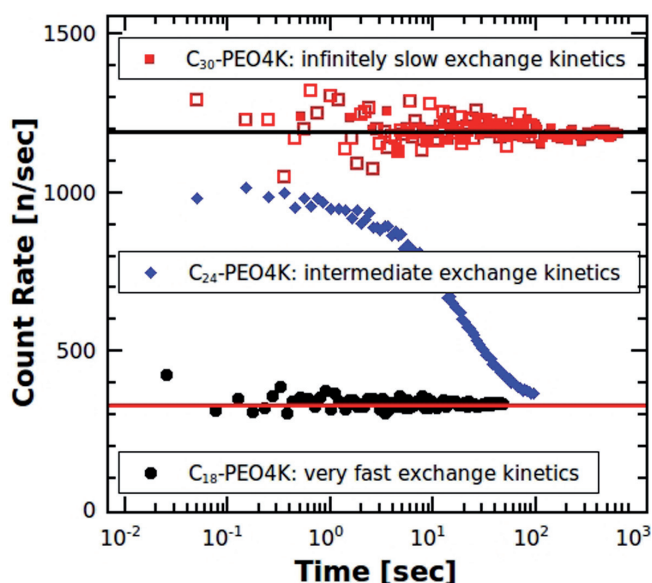 1500
C₃₀-PEO4K: infinitely slow exchange kinetics
1000
C₂₄-PEO4K: intermediate exchange kinetics
500
C₁₈-PEO4K: very fast exchange kinetics
0
10⁻² 10⁻¹ 10⁰ 10¹ 10² 10³
Time [sec]
Count Rate [n/sec]